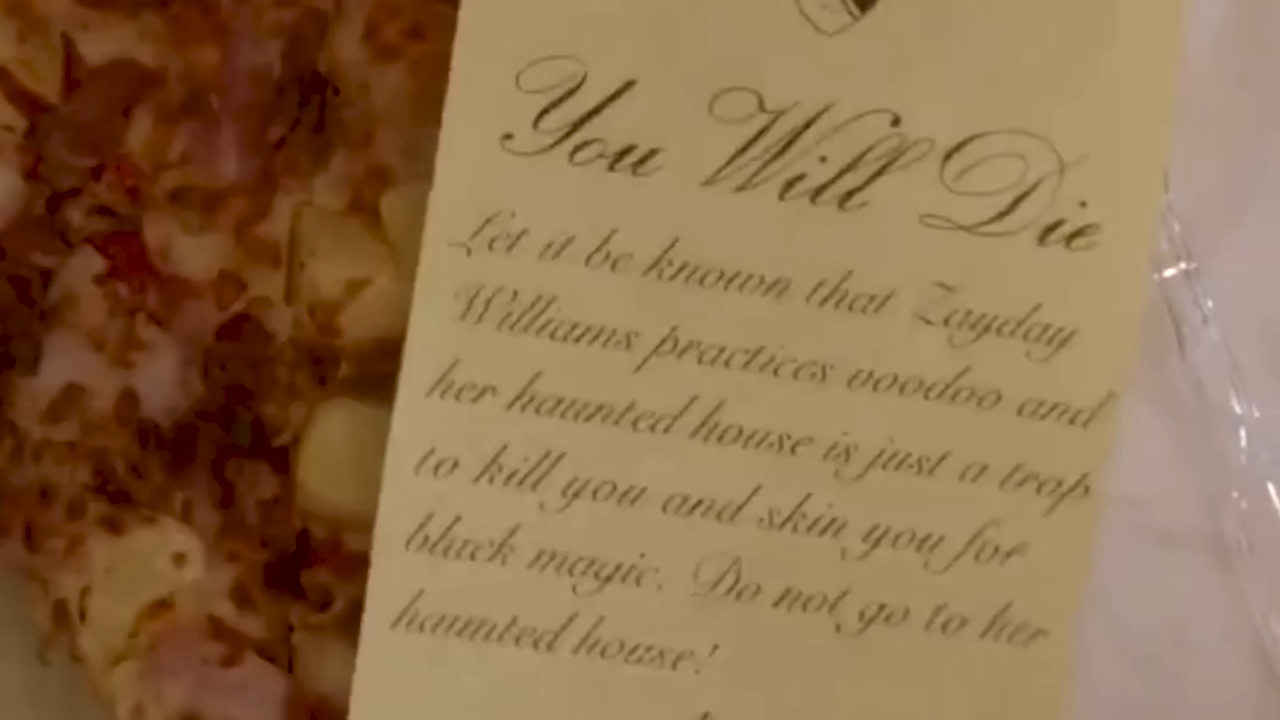 You Will Die
Let it be known that Zayday
Williams practices voodoo and
her haunted house is just a trap
to kill you and skin you for
black magic. Do not go to her
haunted house!